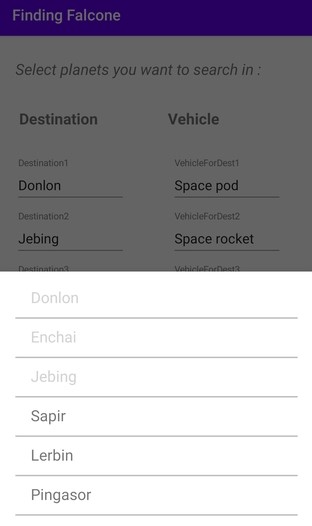 Finding Falcone
Select planets you want to search in :
Destination Vehicle
Destination1 VehicleForDest1
Donlon Space pod
Destination2 VehicleForDest2
Jebing Space rocket
Destination3 VehicleForDest3
Donlon
Enchai
Jebing
Sapir
Lerbin
Pingasor